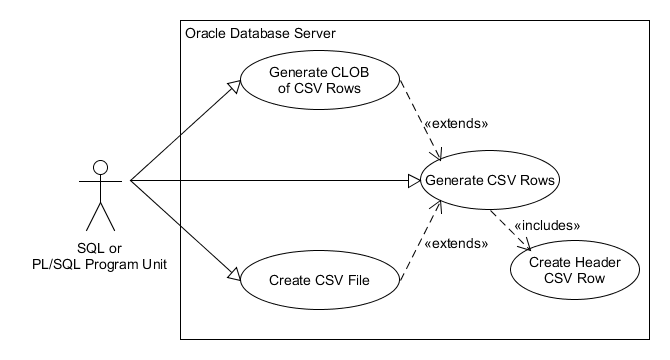 Oracle Database Server
Generate CLOB
of CSV Rows
«extends»
Generate CSV Rows
SQL or
PL/SQL Program Unit
«extends»
«includes»
Create CSV File
Create Header
CSV Row